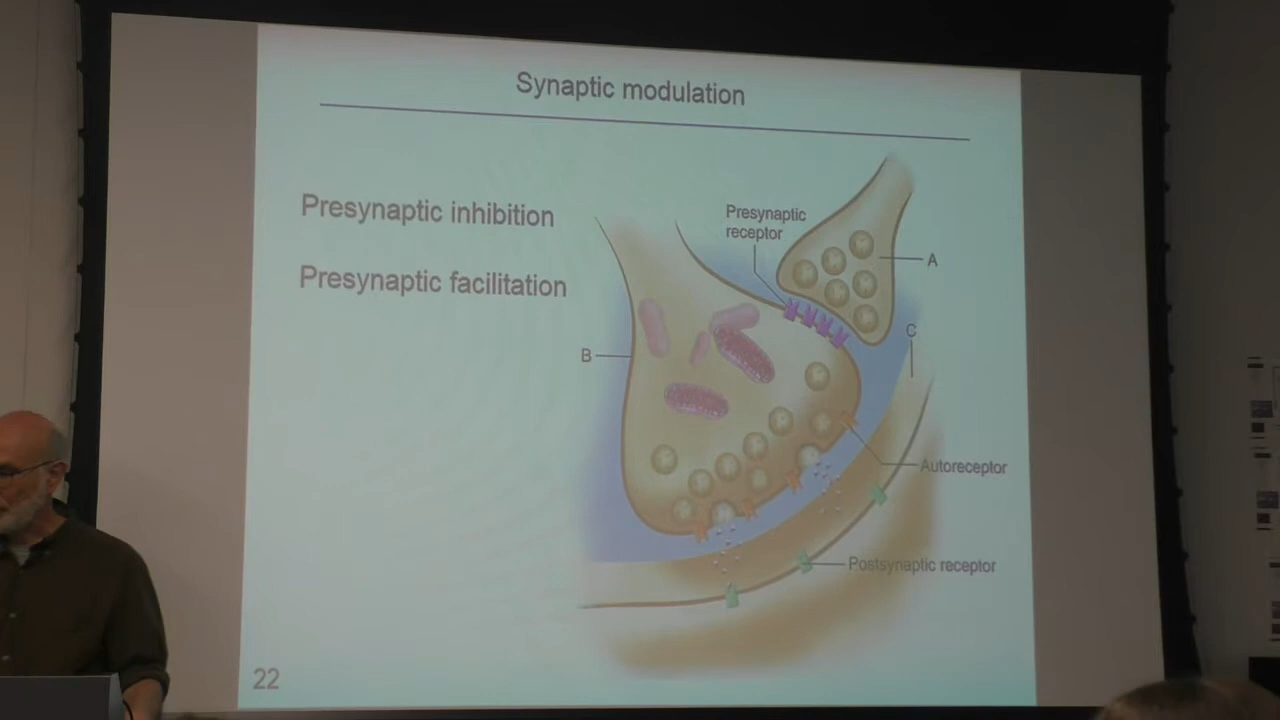 Synaptic modulation
Presynaptic inhibition
Presynaptic facilitation
Presynaptic
receptor
A
C
B
Autoreceptor
Postsynaptic receptor
22